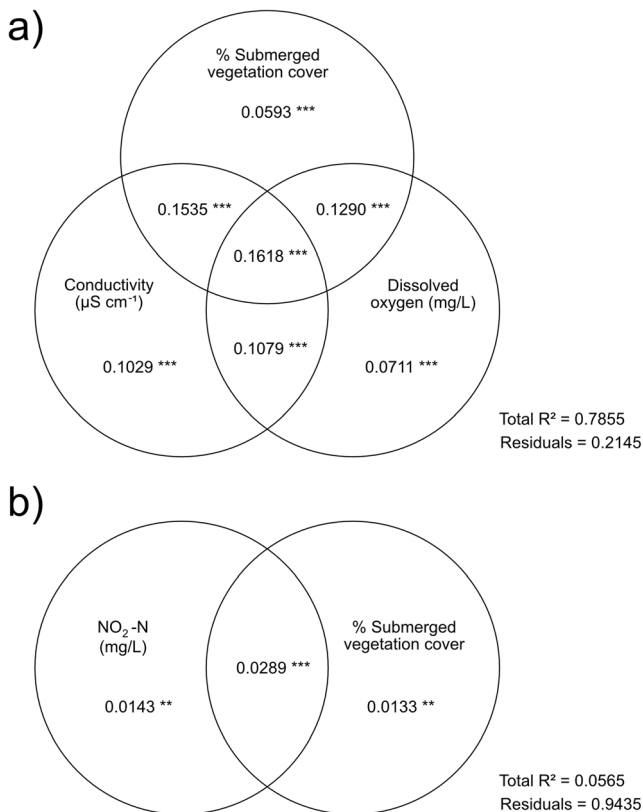 a)
% Submerged
vegetation cover
0.0593 ***
0.1535 ***
0.1290 ***
0.1618 ***
Conductivity
(µS cm⁻¹)
Dissolved
oxygen (mg/L)
0.1079 ***
0.1029 ***
0.0711 ***
Total R² = 0.7855
Residuals = 0.2145
b)
NO₂-N
(mg/L)
% Submerged
vegetation cover
0.0289 ***
0.0143 **
0.0133 **
Total R² = 0.0565
Residuals = 0.9435